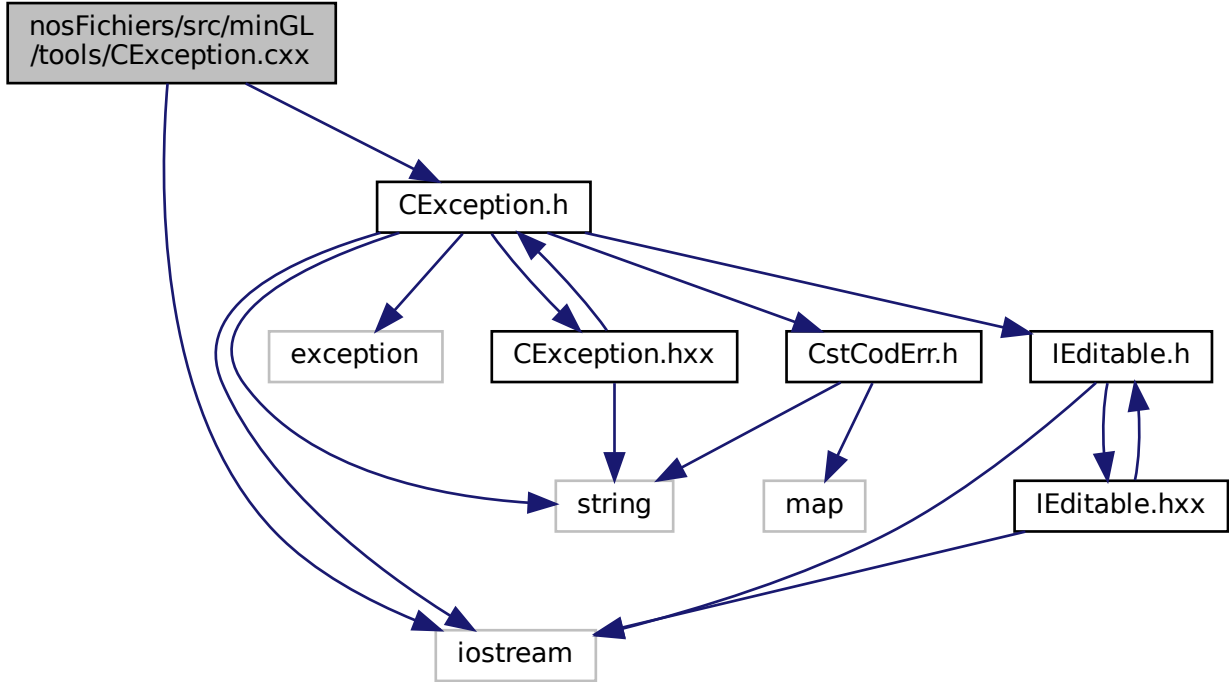 nosFichiers/src/minGL
/tools/CException.cxx
CException.h
exception
CException.hxx
CstCodErr.h
IEditable.h
string
map
IEditable.hxx
iostream